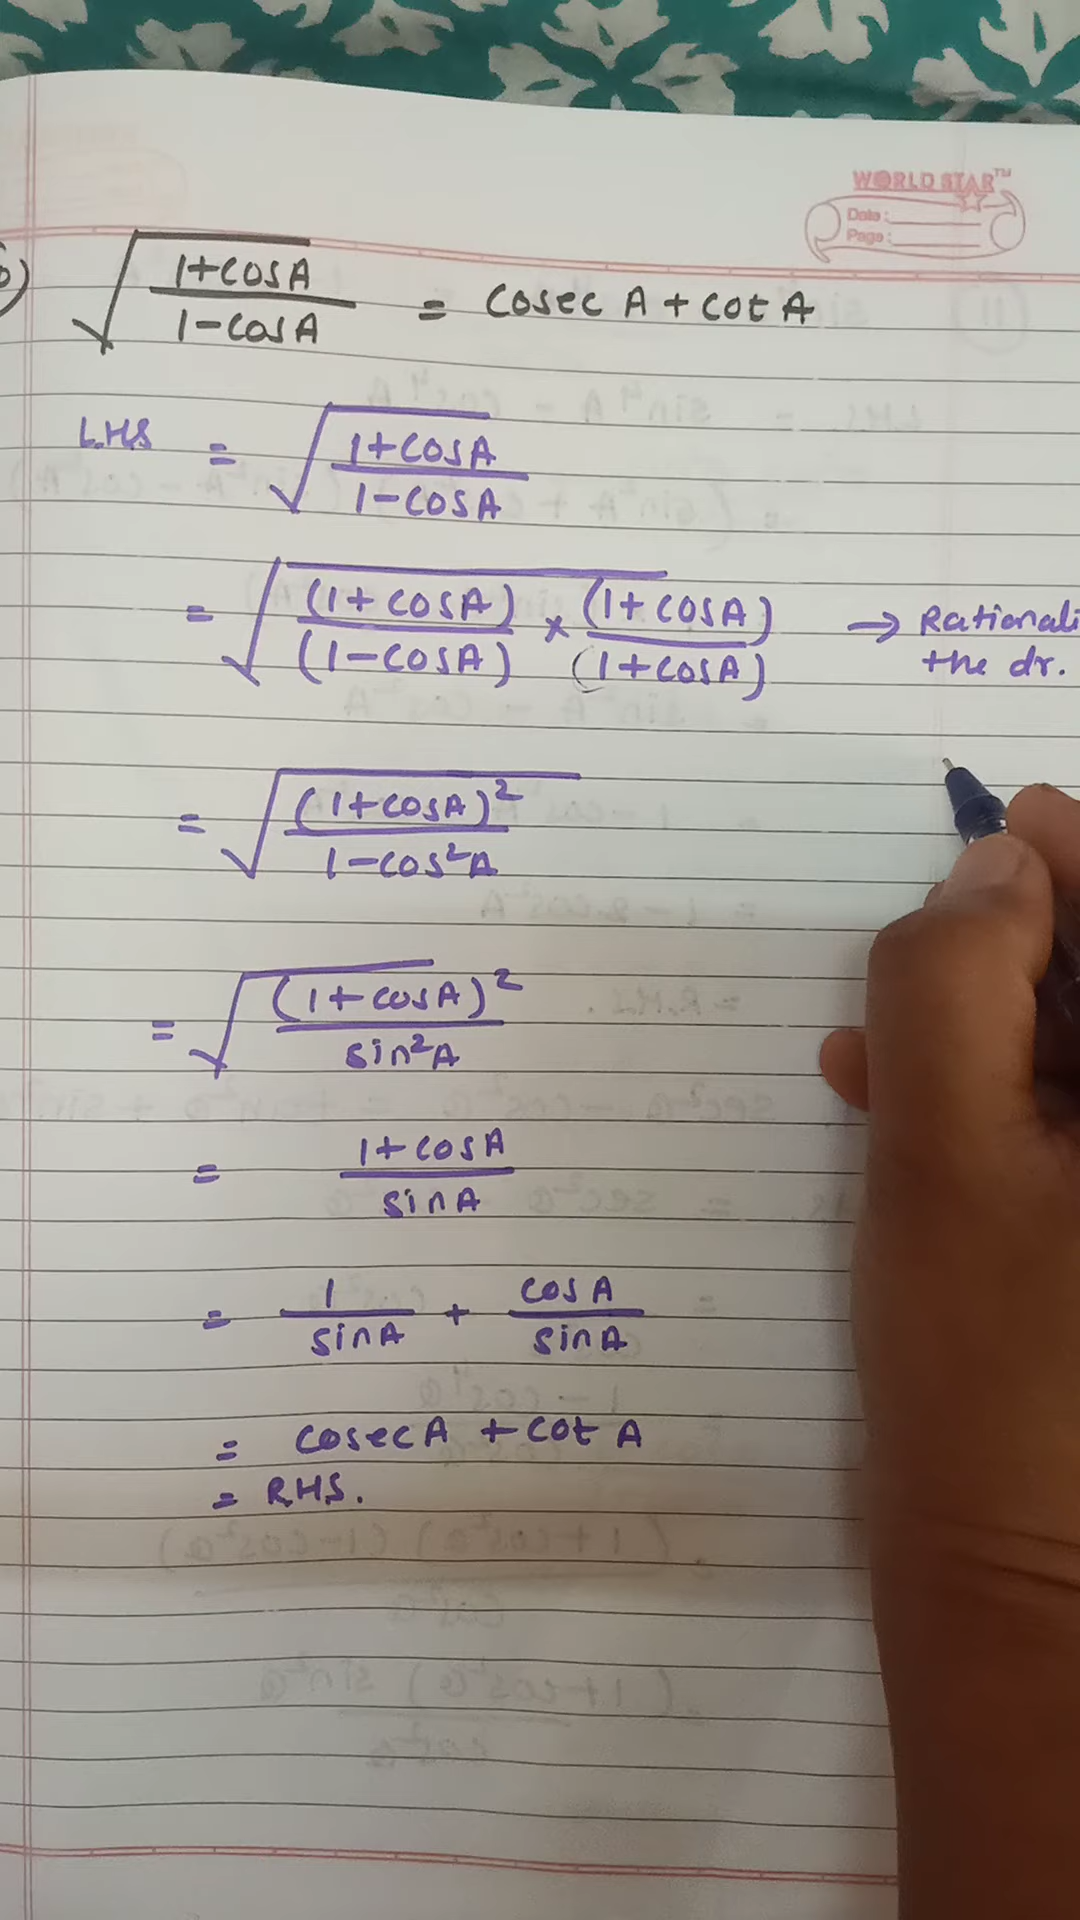 WORLD STAR™
Date :
Page :
√((1+cosA)/(1-cosA)) = cosec A + cot A
LHS = √((1+cosA)/(1-cosA))
= √((1+cosA)/(1-cosA) × (1+cosA)/(1+cosA)) → Rationali
the dr.
= √((1+cosA)²/(1-cos²A))
= √((1+cosA)²/sin²A)
= (1+cosA)/sinA
= 1/sinA + cosA/sinA
= cosecA + cot A
= RHS.